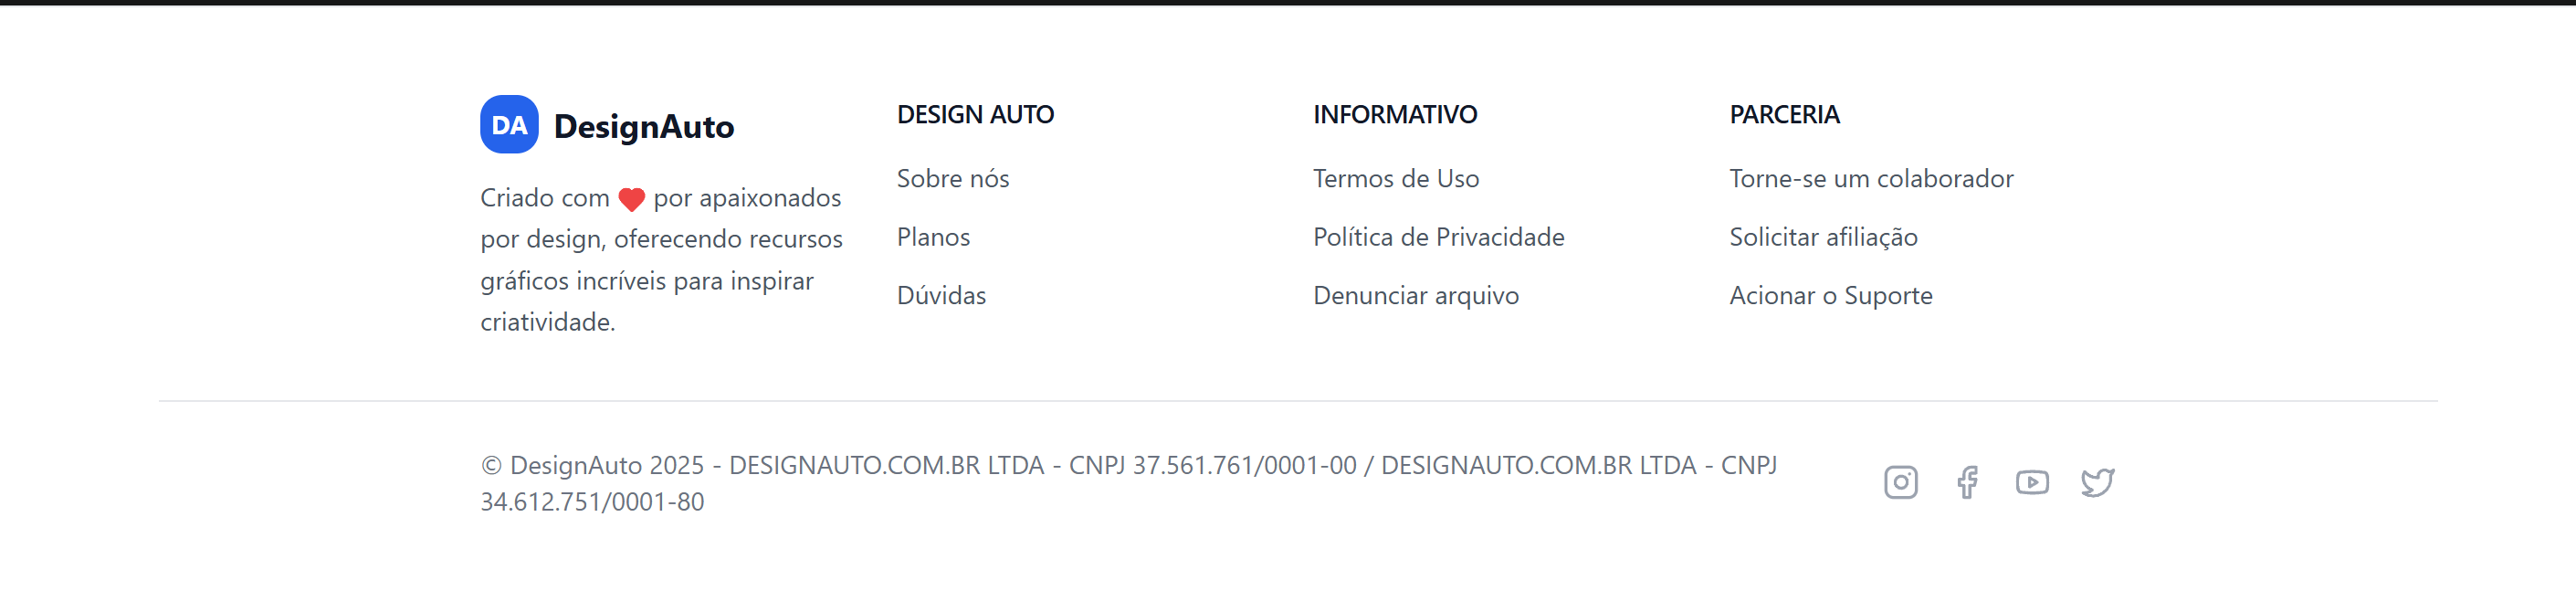 DA DesignAuto
Criado com ❤ por apaixonados
por design, oferecendo recursos
gráficos incríveis para inspirar
criatividade.
DESIGN AUTO
Sobre nós
Planos
Dúvidas
INFORMATIVO
Termos de Uso
Política de Privacidade
Denunciar arquivo
PARCERIA
Torne-se um colaborador
Solicitar afiliação
Acionar o Suporte
© DesignAuto 2025 - DESIGNAUTO.COM.BR LTDA - CNPJ 37.561.761/0001-00 / DESIGNAUTO.COM.BR LTDA - CNPJ
34.612.751/0001-80